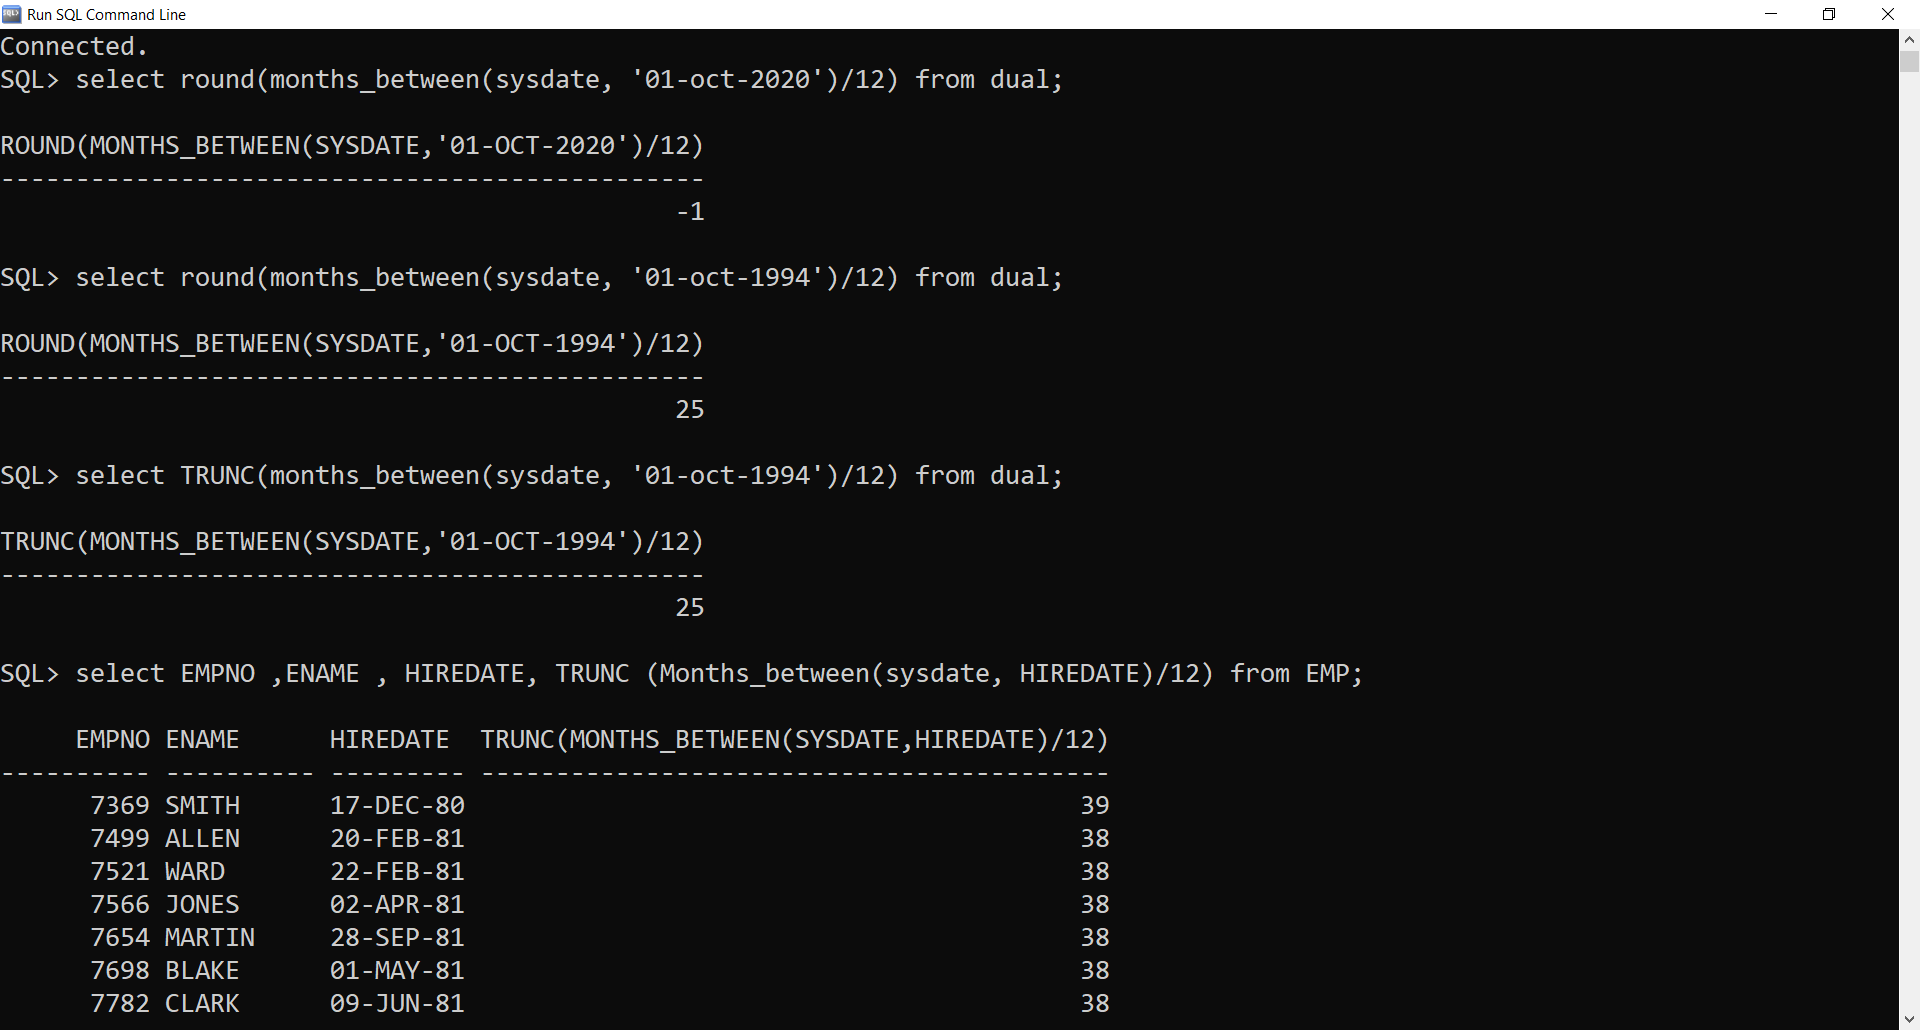 Run SQL Command Line
Connected.
SQL> select round(months_between(sysdate, '01-oct-2020')/12) from dual;
ROUND(MONTHS_BETWEEN(SYSDATE,'01-OCT-2020')/12)
-----------------------------------------------
-1
SQL> select round(months_between(sysdate, '01-oct-1994')/12) from dual;
ROUND(MONTHS_BETWEEN(SYSDATE,'01-OCT-1994')/12)
-----------------------------------------------
25
SQL> select TRUNC(months_between(sysdate, '01-oct-1994')/12) from dual;
TRUNC(MONTHS_BETWEEN(SYSDATE,'01-OCT-1994')/12)
-----------------------------------------------
25
SQL> select EMPNO ,ENAME , HIREDATE, TRUNC (Months_between(sysdate, HIREDATE)/12) from EMP;
EMPNO ENAME      HIREDATE  TRUNC(MONTHS_BETWEEN(SYSDATE,HIREDATE)/12)
---------- ---------- --------- ------------------------------------------
7369 SMITH      17-DEC-80                                         39
7499 ALLEN      20-FEB-81                                         38
7521 WARD       22-FEB-81                                         38
7566 JONES      02-APR-81                                         38
7654 MARTIN     28-SEP-81                                         38
7698 BLAKE      01-MAY-81                                         38
7782 CLARK      09-JUN-81                                         38